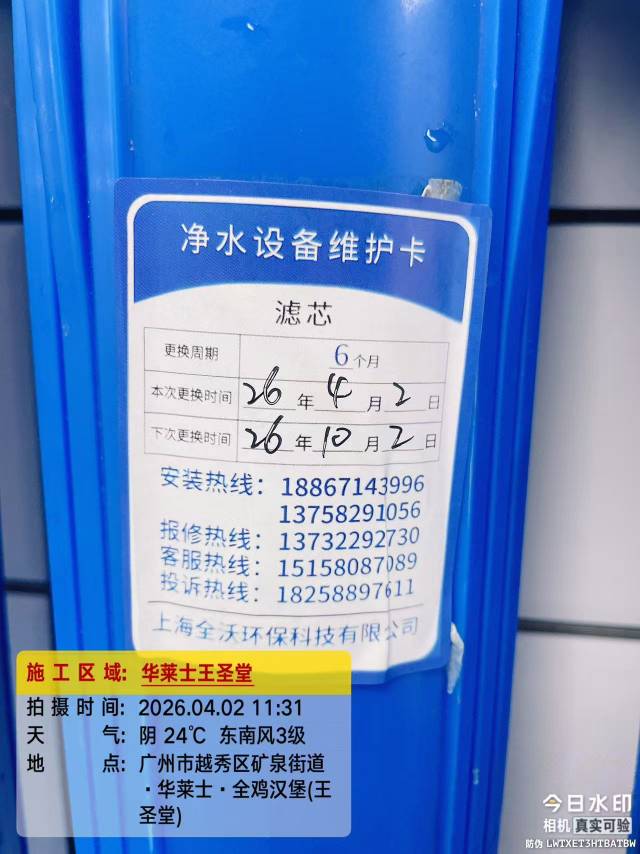 净水设备维护卡
滤芯
更换周期 6个月
本次更换时间 26年4月2日
下次更换时间 26年10月2日
安装热线：18867143996
13758291056
报修热线：13732292730
客服热线：15158087089
投诉热线：18258897611
上海全沃环保科技有限公司
施工区域：华莱士王圣堂
拍摄时间：2026.04.02 11:31
天气：阴 24℃ 东南风3级
地点：广州市越秀区矿泉街道
·华莱士·全鸡汉堡(王
圣堂)
今日水印
相机 真实可验
防伪 LWTXET3HTBATBW